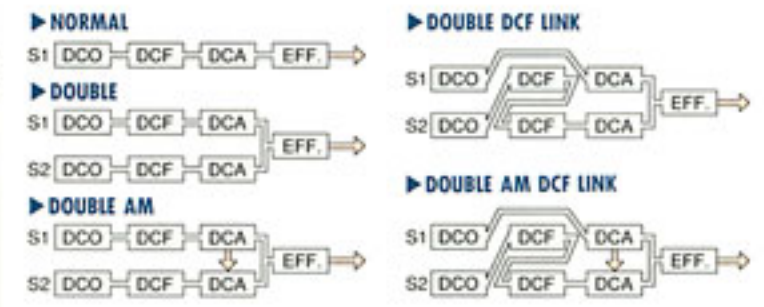 ▶NORMAL
S1 DCO DCF DCA EFF.
▶DOUBLE
S1 DCO DCF DCA
EFF.
S2 DCO DCF DCA
▶DOUBLE AM
S1 DCO DCF DCA
EFF.
S2 DCO DCF DCA
▶DOUBLE DCF LINK
S1 DCO DCF DCA
EFF.
S2 DCO DCF DCA
▶DOUBLE AM DCF LINK
S1 DCO DCF DCA
EFF.
S2 DCO DCF DCA